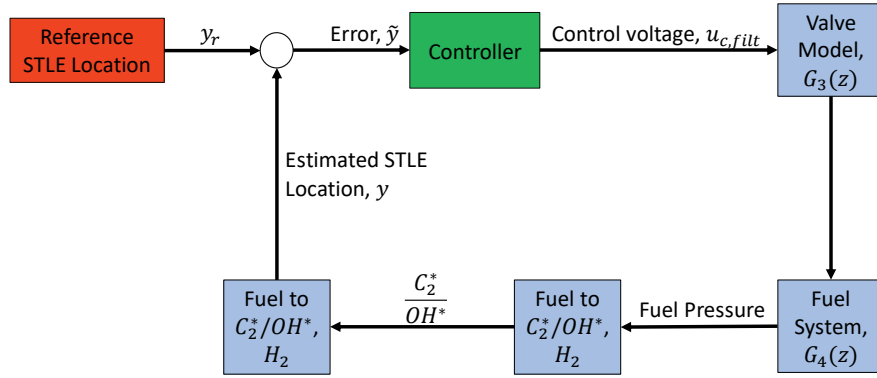 Reference
STLE Location
y_r
Error, ỹ
Controller
Control voltage, u_{c,filt}
Valve
Model,
G_3(z)
Estimated STLE
Location, y
Fuel to
C_2^*/OH^*,
H_2
C_2^*
OH^*
Fuel to
C_2^*/OH^*,
H_2
Fuel Pressure
Fuel
System,
G_4(z)